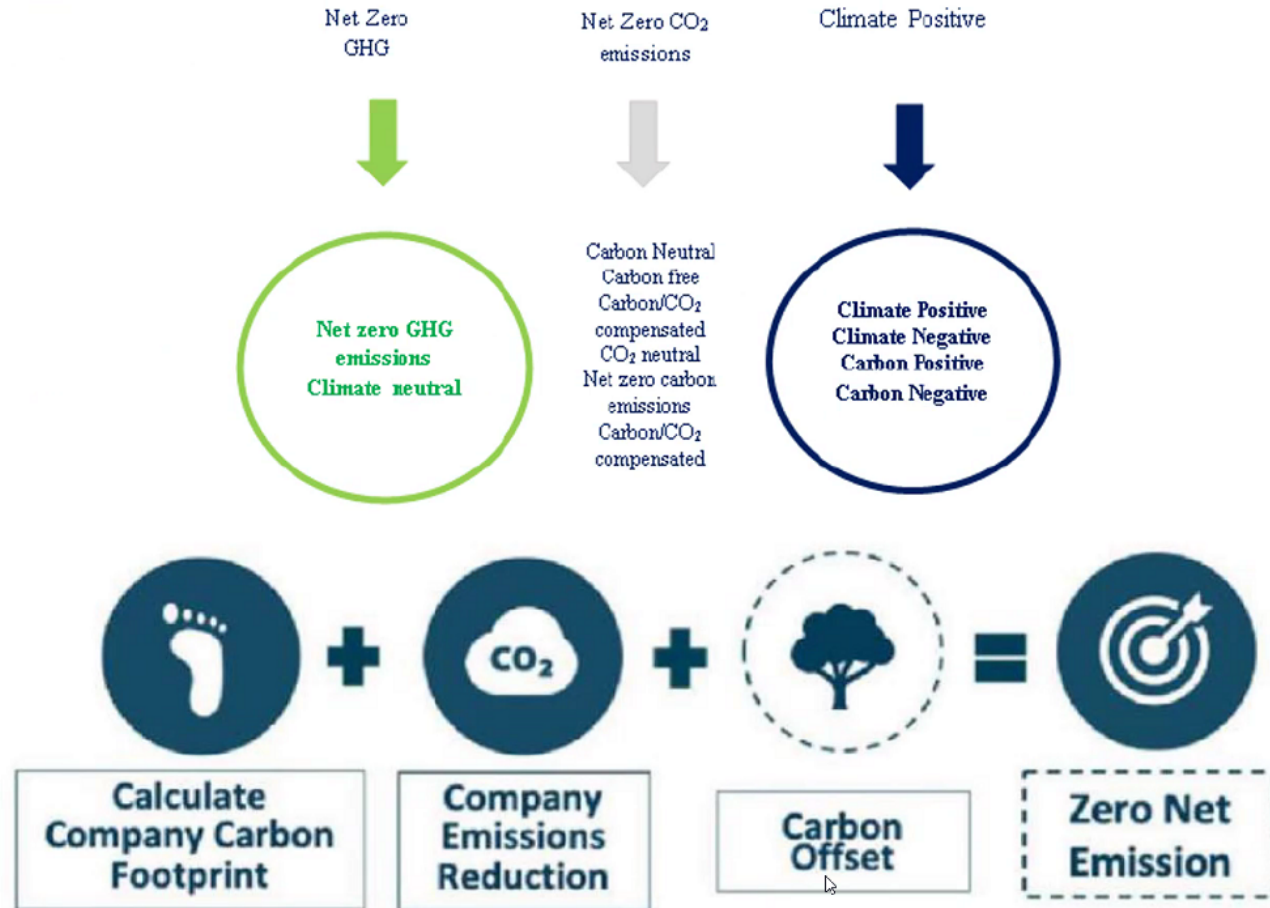 Net Zero
GHG
Net Zero CO₂
emissions
Climate Positive
Net zero GHG
emissions
Climate neutral
Carbon Neutral
Carbon free
Carbon/CO₂
compensated
CO₂ neutral
Net zero carbon
emissions
Carbon/CO₂
compensated
Climate Positive
Climate Negative
Carbon Positive
Carbon Negative
CO₂
Calculate
Company Carbon
Footprint
Company
Emissions
Reduction
Carbon
Offset
Zero Net
Emission